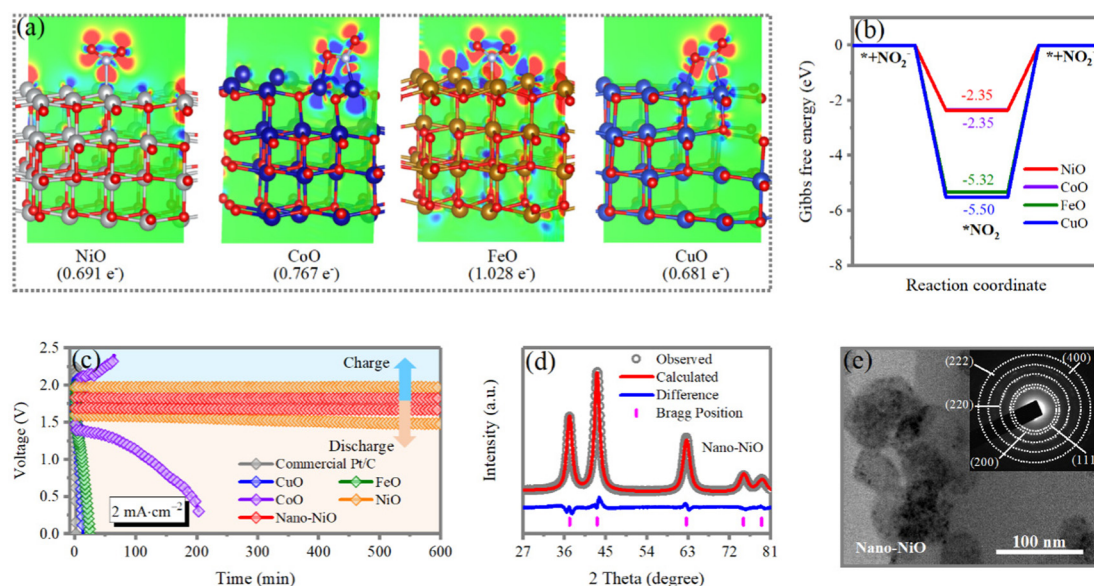 (a)
NiO
(0.691 e⁻)
CoO
(0.767 e⁻)
FeO
(1.028 e⁻)
CuO
(0.681 e⁻)
(b)
Gibbs free energy (eV)
0
-2
-4
-6
-8
*+NO₂⁻
*+NO₂⁻
-2.35
-2.35
-5.32
-5.50
*NO₂
NiO
CoO
FeO
CuO
Reaction coordinate
(c)
Voltage (V)
2.5
2.0
1.5
1.0
0.5
0.0
Charge
Discharge
Commercial Pt/C
CuO
FeO
CoO
NiO
Nano-NiO
2 mA·cm⁻²
0 100 200 300 400 500 600
Time (min)
(d)
Intensity (a.u.)
Observed
Calculated
Difference
Bragg Position
Nano-NiO
27 36 45 54 63 72 81
2 Theta (degree)
(e)
(222)
(400)
(220)
(200)
(111
Nano-NiO
100 nm